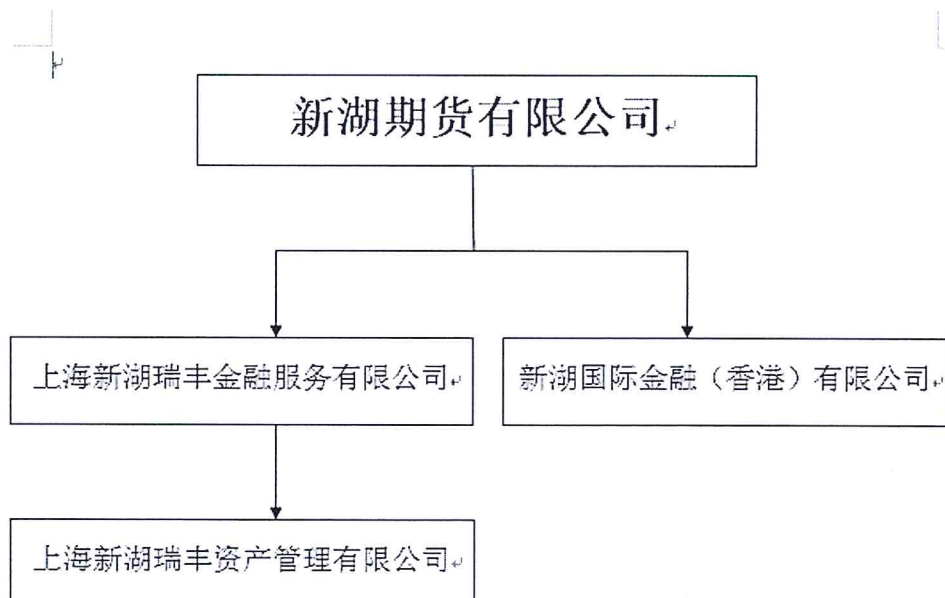 新湖期货有限公司
上海新湖瑞丰金融服务有限公司
新湖国际金融（香港）有限公司
上海新湖瑞丰资产管理有限公司